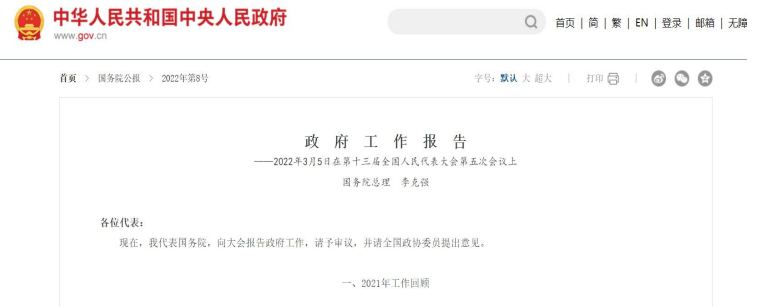 中华人民共和国中央人民政府
www.gov.cn
首页 | 简 | 繁 | EN | 登录 | 邮箱 | 无障
首页 > 国务院公报 > 2022年第8号
字号：默认 大 超大 | 打印 |
政 府 工 作 报 告
——2022年3月5日在第十三届全国人民代表大会第五次会议上
国务院总理 李克强
各位代表：
现在，我代表国务院，向大会报告政府工作，请予审议，并请全国政协委员提出意见。
一、2021年工作回顾